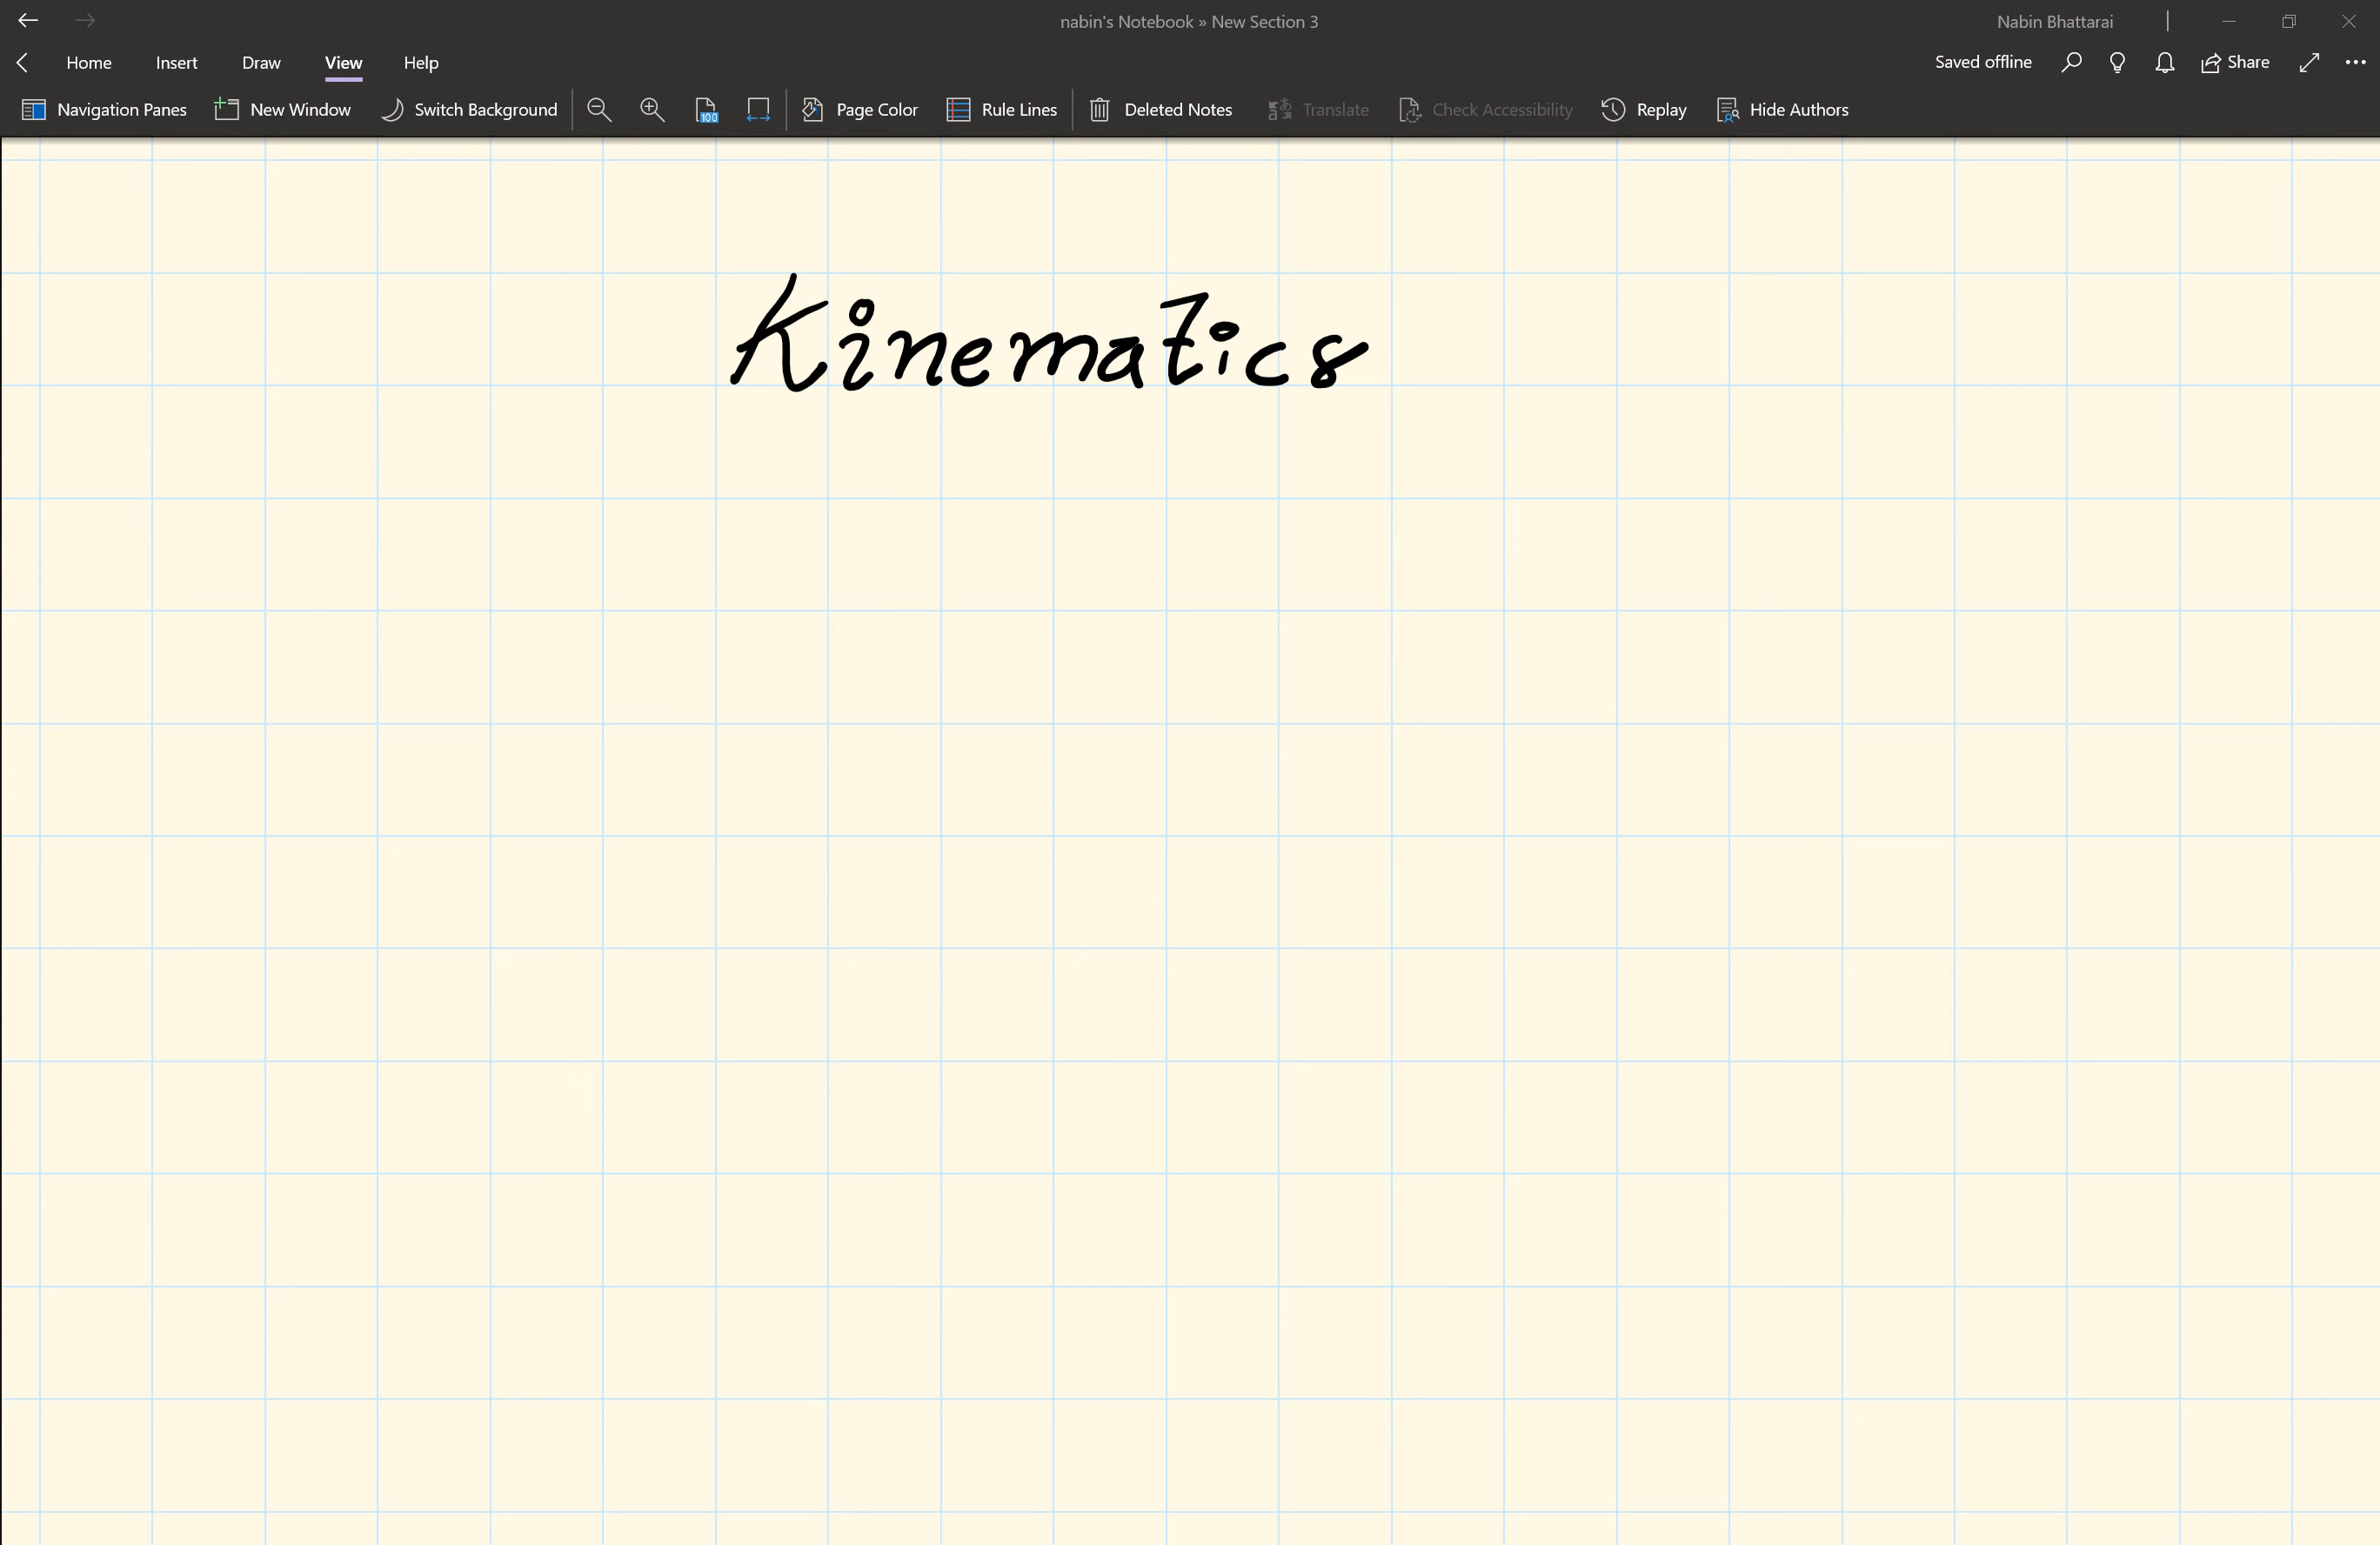 nabin's Notebook » New Section 3
Nabin Bhattarai
Home Insert Draw View Help
Saved offline
Share
Navigation Panes New Window Switch Background 100 Page Color Rule Lines Deleted Notes Translate Check Accessibility Replay Hide Authors
Kinematics